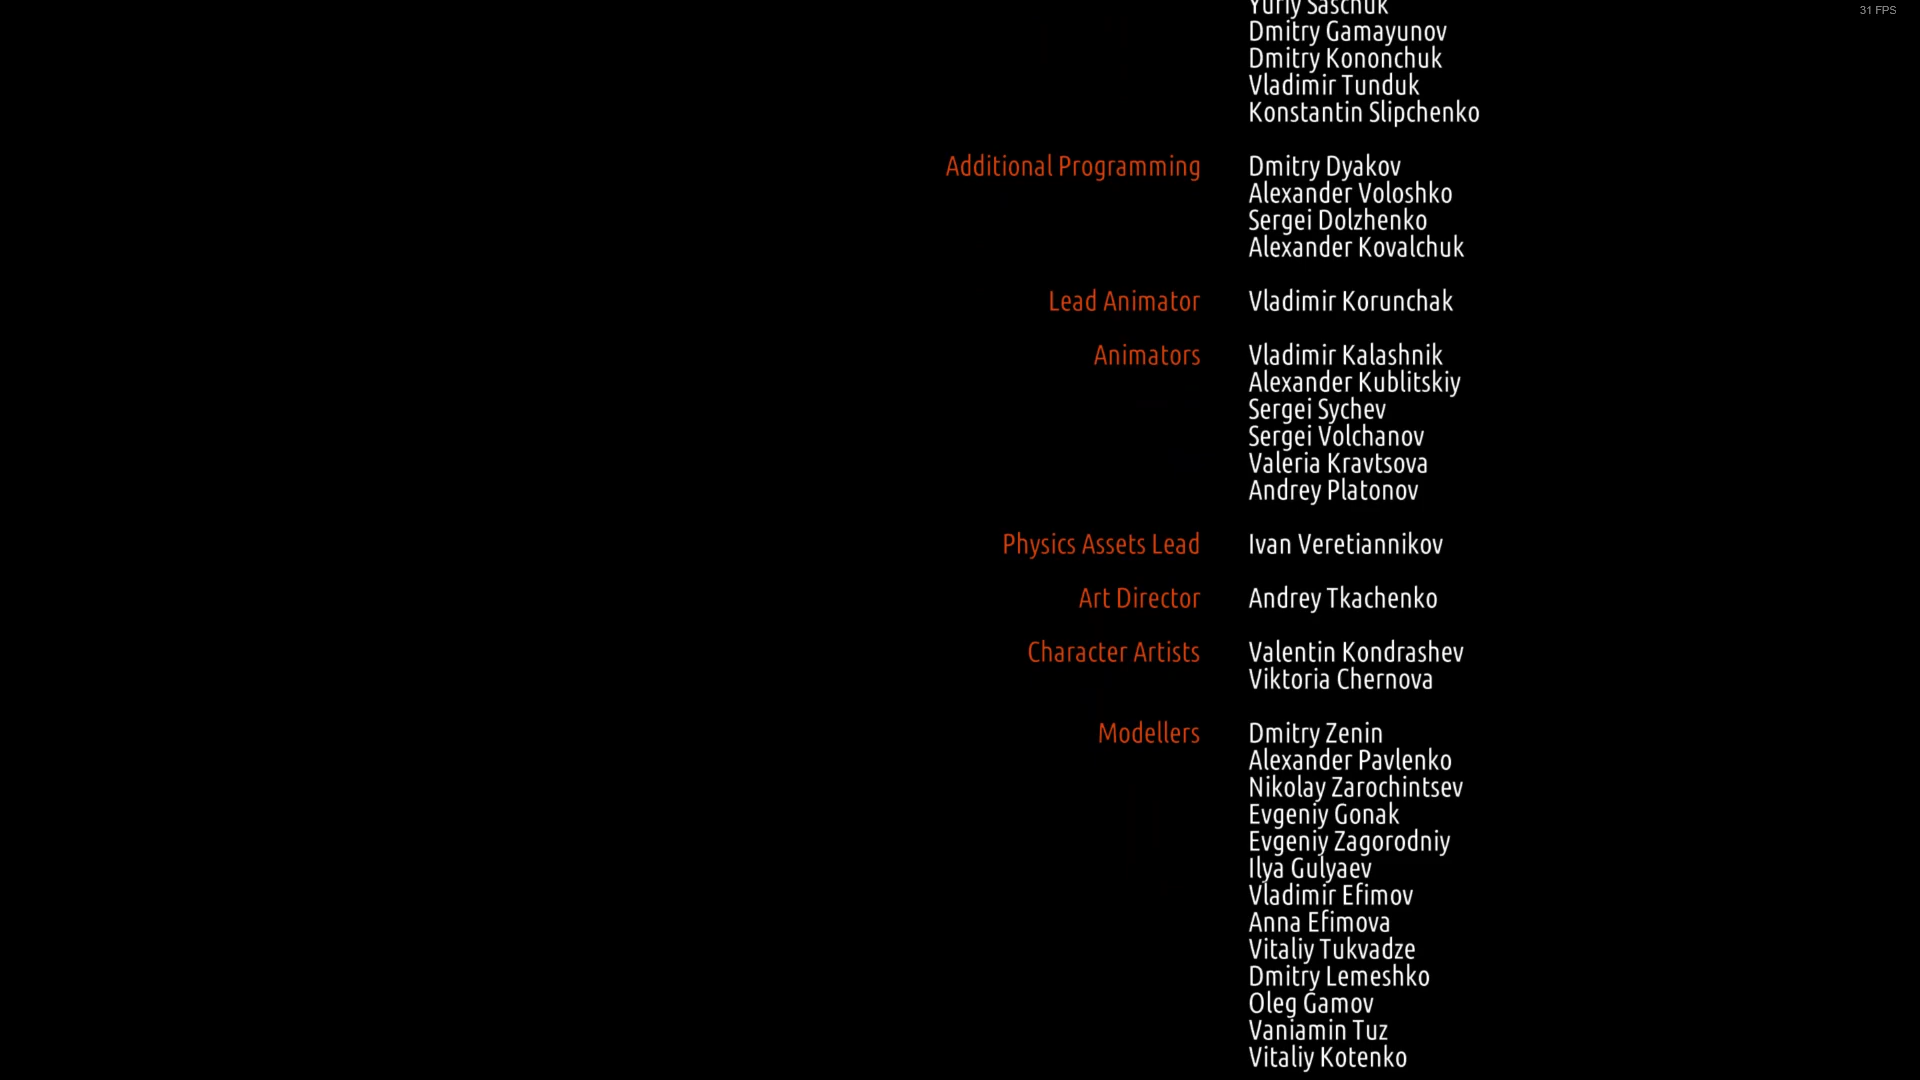 31 FPS
Yuriy Saschuk
Dmitry Gamayunov
Dmitry Kononchuk
Vladimir Tunduk
Konstantin Slipchenko
Additional Programming Dmitry Dyakov
Alexander Voloshko
Sergei Dolzhenko
Alexander Kovalchuk
Lead Animator Vladimir Korunchak
Animators Vladimir Kalashnik
Alexander Kublitskiy
Sergei Sychev
Sergei Volchanov
Valeria Kravtsova
Andrey Platonov
Physics Assets Lead Ivan Veretiannikov
Art Director Andrey Tkachenko
Character Artists Valentin Kondrashev
Viktoria Chernova
Modellers Dmitry Zenin
Alexander Pavlenko
Nikolay Zarochintsev
Evgeniy Gonak
Evgeniy Zagorodniy
Ilya Gulyaev
Vladimir Efimov
Anna Efimova
Vitaliy Tukvadze
Dmitry Lemeshko
Oleg Gamov
Vaniamin Tuz
Vitaliy Kotenko